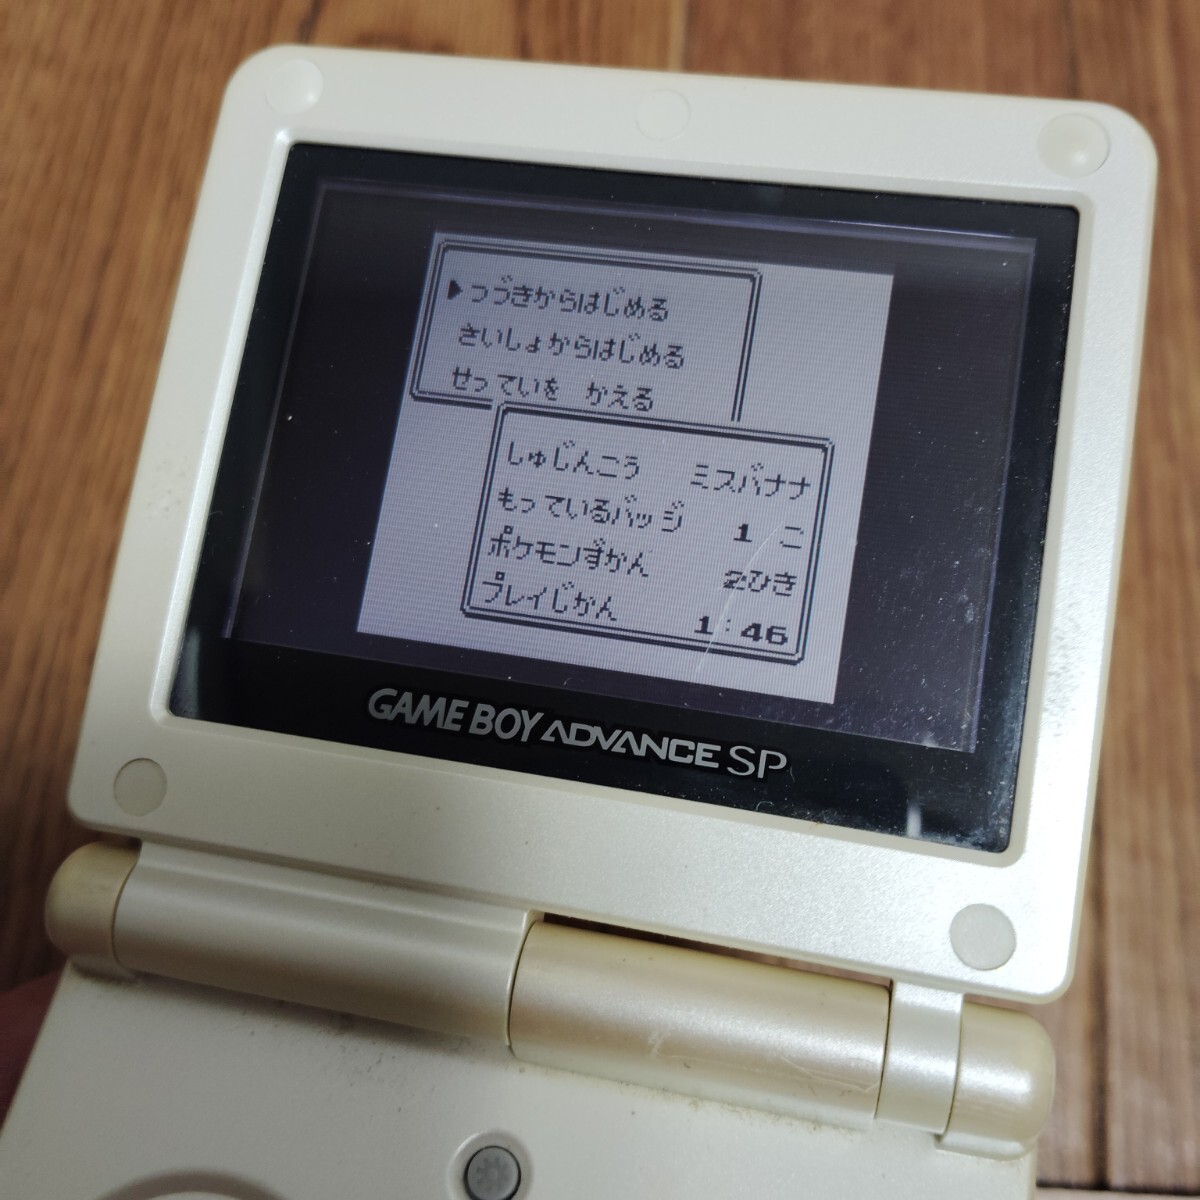 ▶つづきからはじめる
さいしょからはじめる
せっていを かえる
しゅじんこう ミスバナナ
もっているバッジ 1 こ
ポケモンずかん 2ひき
プレイじかん 1:46
GAME BOY ADVANCE SP